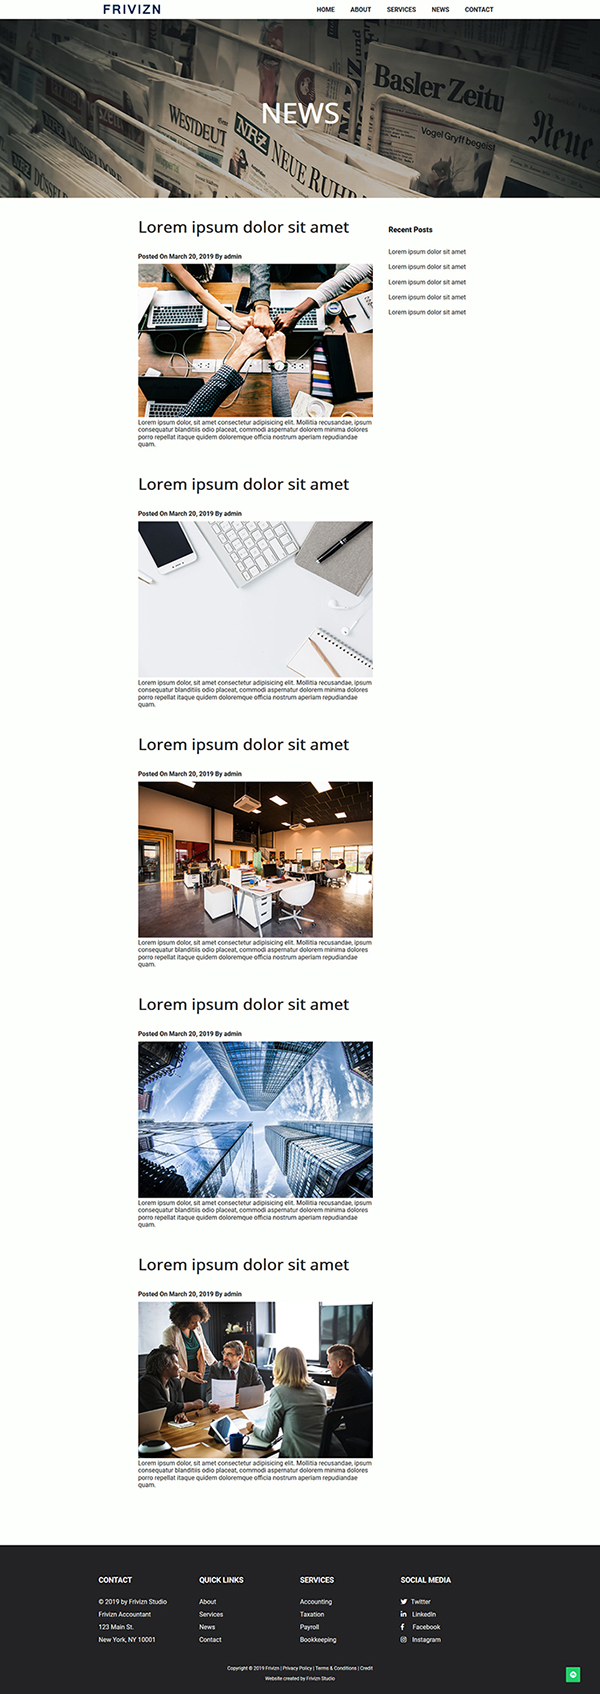 FRIVIZN
HOME ABOUT SERVICES NEWS CONTACT
Basler Zeitu
WESTDEUT
Vogel Gryff begeist
Neue
NEWS
NRZ
NEUE RUHR
NRZ
DÜSSELDORF
Lorem ipsum dolor sit amet
Posted On March 20, 2019 By admin
Lorem ipsum dolor, sit amet consectetur adipisicing elit. Mollitia recusandae, ipsum
consequatur blanditiis odio placeat, commodi aspernatur dolorem minima dolores
porro repellat itaque quidem doloremque officia nostrum aperiam repudiandae
quam.
Lorem ipsum dolor sit amet
Posted On March 20, 2019 By admin
Lorem ipsum dolor, sit amet consectetur adipisicing elit. Mollitia recusandae, ipsum
consequatur blanditiis odio placeat, commodi aspernatur dolorem minima dolores
porro repellat itaque quidem doloremque officia nostrum aperiam repudiandae
quam.
Lorem ipsum dolor sit amet
Posted On March 20, 2019 By admin
Lorem ipsum dolor, sit amet consectetur adipisicing elit. Mollitia recusandae, ipsum
consequatur blanditiis odio placeat, commodi aspernatur dolorem minima dolores
porro repellat itaque quidem doloremque officia nostrum aperiam repudiandae
quam.
Lorem ipsum dolor sit amet
Posted On March 20, 2019 By admin
Lorem ipsum dolor, sit amet consectetur adipisicing elit. Mollitia recusandae, ipsum
consequatur blanditiis odio placeat, commodi aspernatur dolorem minima dolores
porro repellat itaque quidem doloremque officia nostrum aperiam repudiandae
quam.
Lorem ipsum dolor sit amet
Posted On March 20, 2019 By admin
Lorem ipsum dolor, sit amet consectetur adipisicing elit. Mollitia recusandae, ipsum
consequatur blanditiis odio placeat, commodi aspernatur dolorem minima dolores
porro repellat itaque quidem doloremque officia nostrum aperiam repudiandae
quam.
Recent Posts
Lorem ipsum dolor sit amet
Lorem ipsum dolor sit amet
Lorem ipsum dolor sit amet
Lorem ipsum dolor sit amet
Lorem ipsum dolor sit amet
CONTACT
© 2019 by Frivizn Studio
Frivizn Accountant
123 Main St.
New York, NY 10001
QUICK LINKS
About
Services
News
Contact
SERVICES
Accounting
Taxation
Payroll
Bookkeeping
SOCIAL MEDIA
Twitter
LinkedIn
Facebook
Instagram
Copyright © 2019 Frivizn | Privacy Policy | Terms & Conditions | Credit
Website created by Frivizn Studio